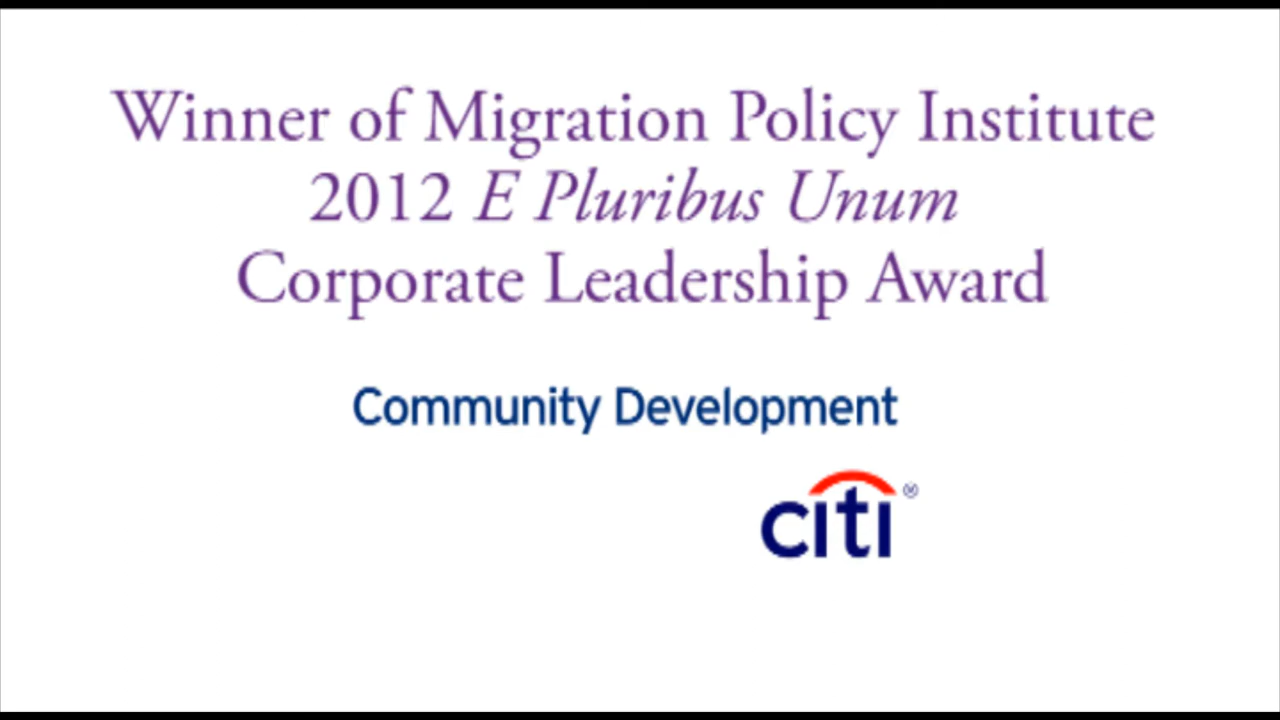 Winner of Migration Policy Institute
2012 E Pluribus Unum
Corporate Leadership Award
Community Development
citi®